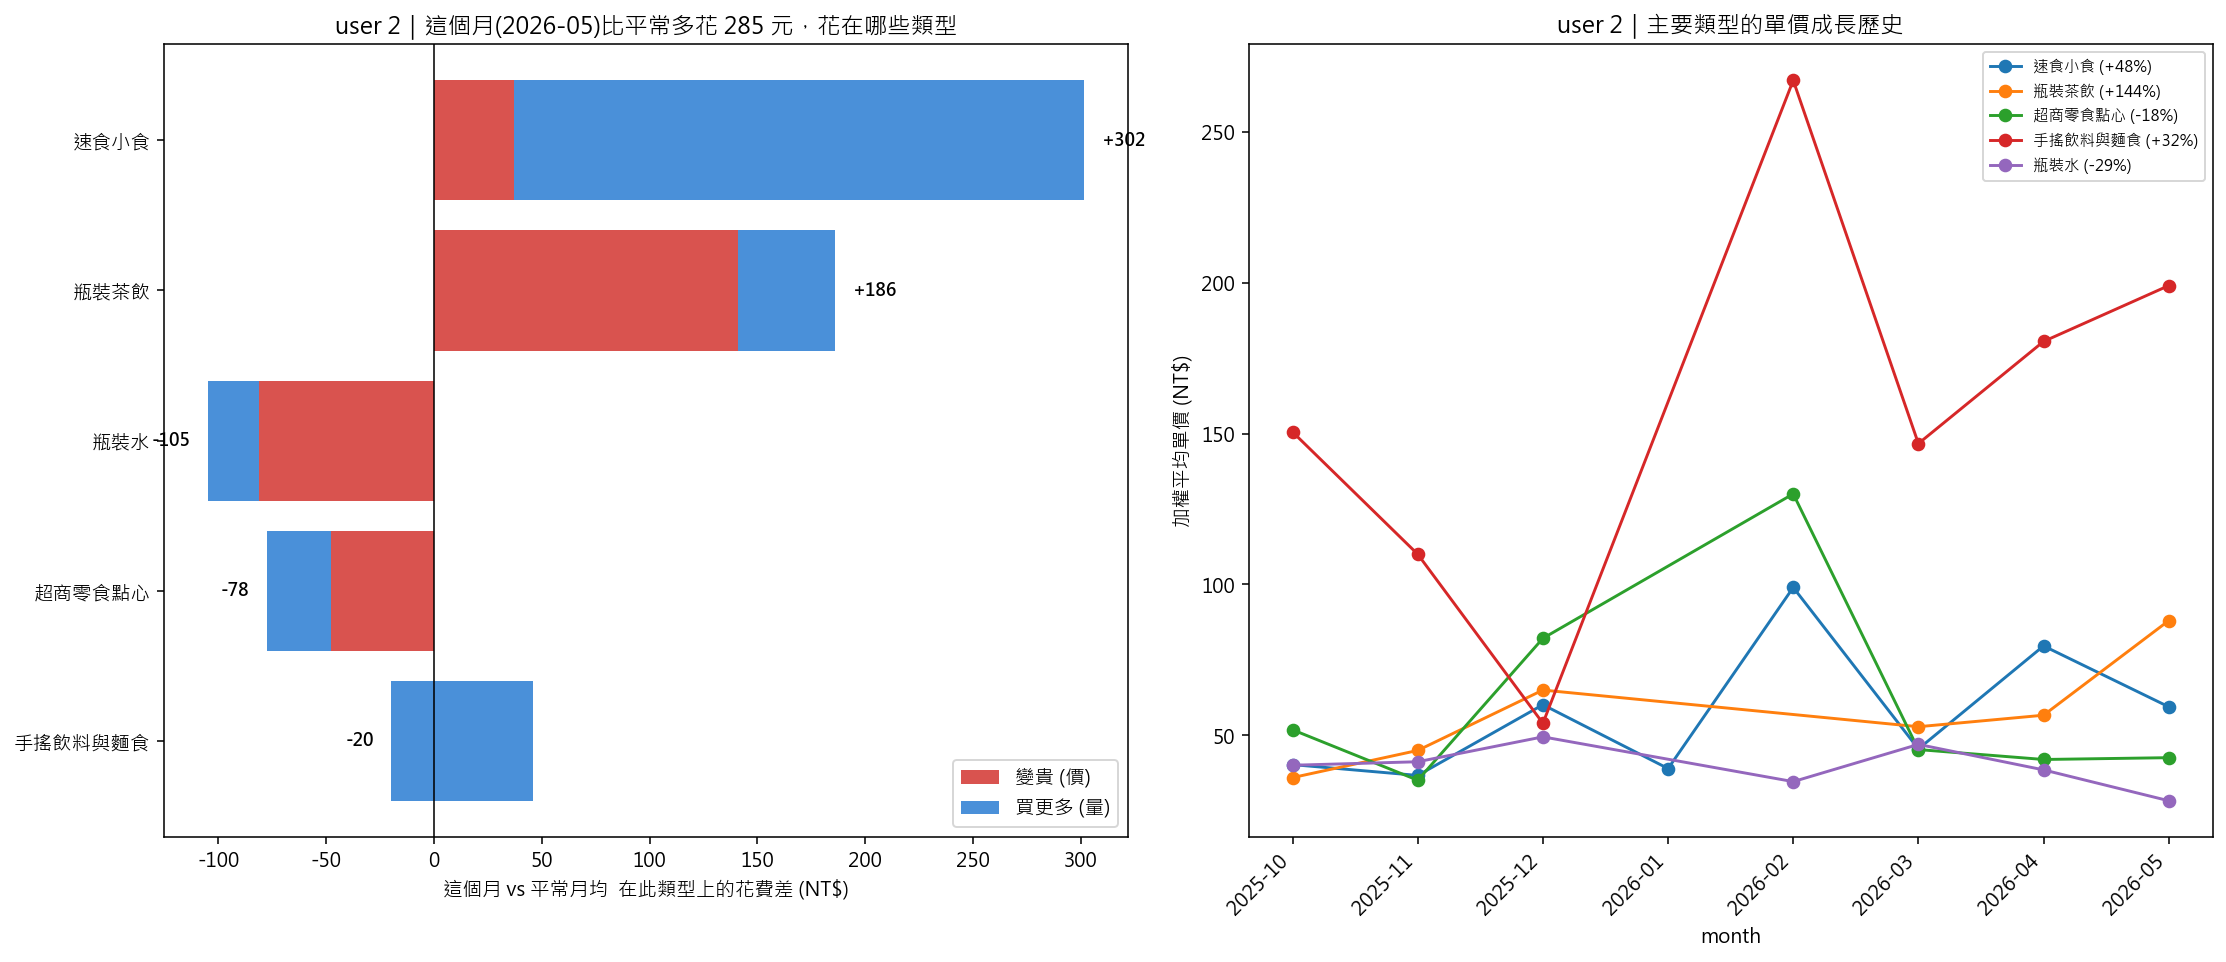 user 2｜這個月(2026-05)比平常多花 285 元，花在哪些類型
速食小食
瓶裝茶飲
瓶裝水
超商零食點心
手搖飲料與麵食
+302
+186
-105
-78
-20
變貴 (價)
買更多 (量)
-100
-50
0
50
100
150
200
250
300
這個月 vs 平常月均  在此類型上的花費差 (NT$)
user 2｜主要類型的單價成長歷史
速食小食 (+48%)
瓶裝茶飲 (+144%)
超商零食點心 (-18%)
手搖飲料與麵食 (+32%)
瓶裝水 (-29%)
加權平均單價 (NT$)
250
200
150
100
50
2025-10
2025-11
2025-12
2026-01
2026-02
2026-03
2026-04
2026-05
month